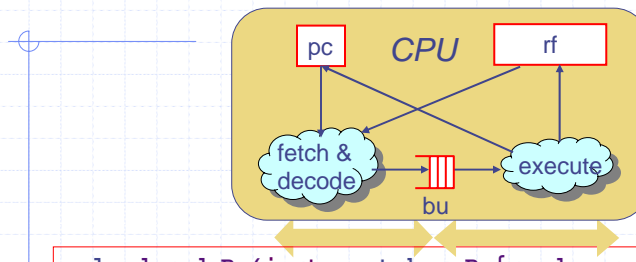 pc
CPU
rf
fetch &
decode
execute
bu